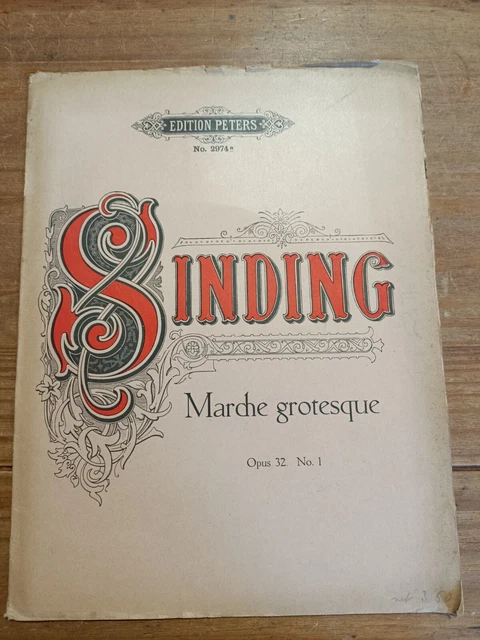 EDITION PETERS
No. 2974a
SINDING
Marche grotesque
Opus 32 No. 1